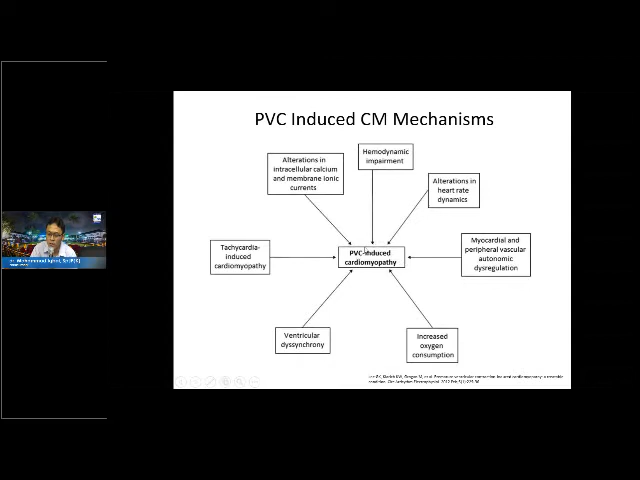 PVC Induced CM Mechanisms
Hemodynamic
impairment
Alterations in
intracellular calcium
and membrane ionic
currents
Alterations in
heart rate
dynamics
Tachycardia-
induced
cardiomyopathy
PVC-induced
cardiomyopathy
Myocardial and
peripheral vascular
autonomic
dysregulation
Ventricular
dyssynchrony
Increased
oxygen
consumption